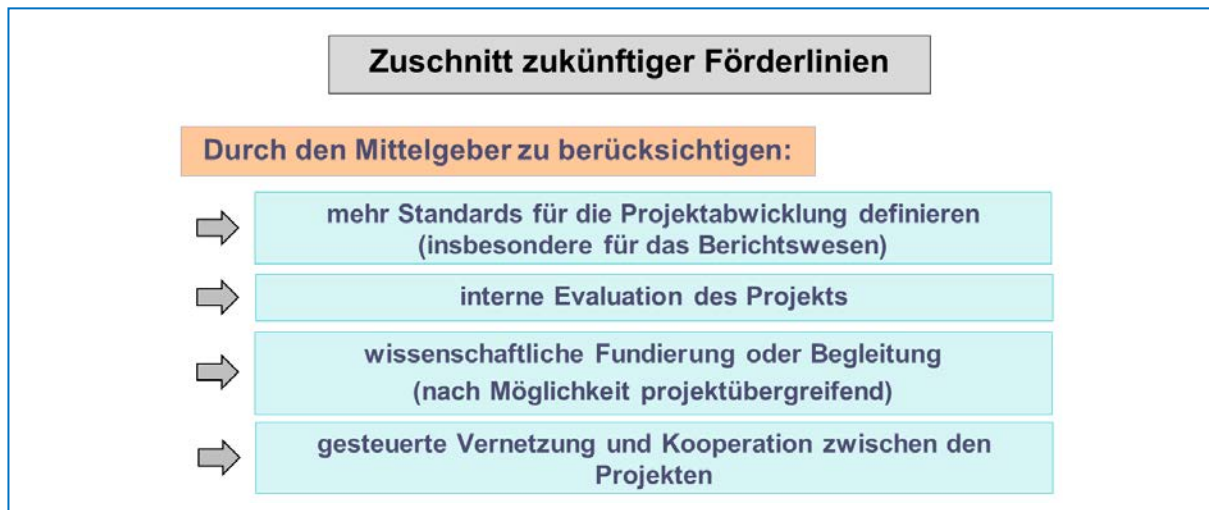 Zuschnitt zukünftiger Förderlinien
Durch den Mittelgeber zu berücksichtigen:
mehr Standards für die Projektabwicklung definieren
(insbesondere für das Berichtswesen)
interne Evaluation des Projekts
wissenschaftliche Fundierung oder Begleitung
(nach Möglichkeit projektübergreifend)
gesteuerte Vernetzung und Kooperation zwischen den
Projekten